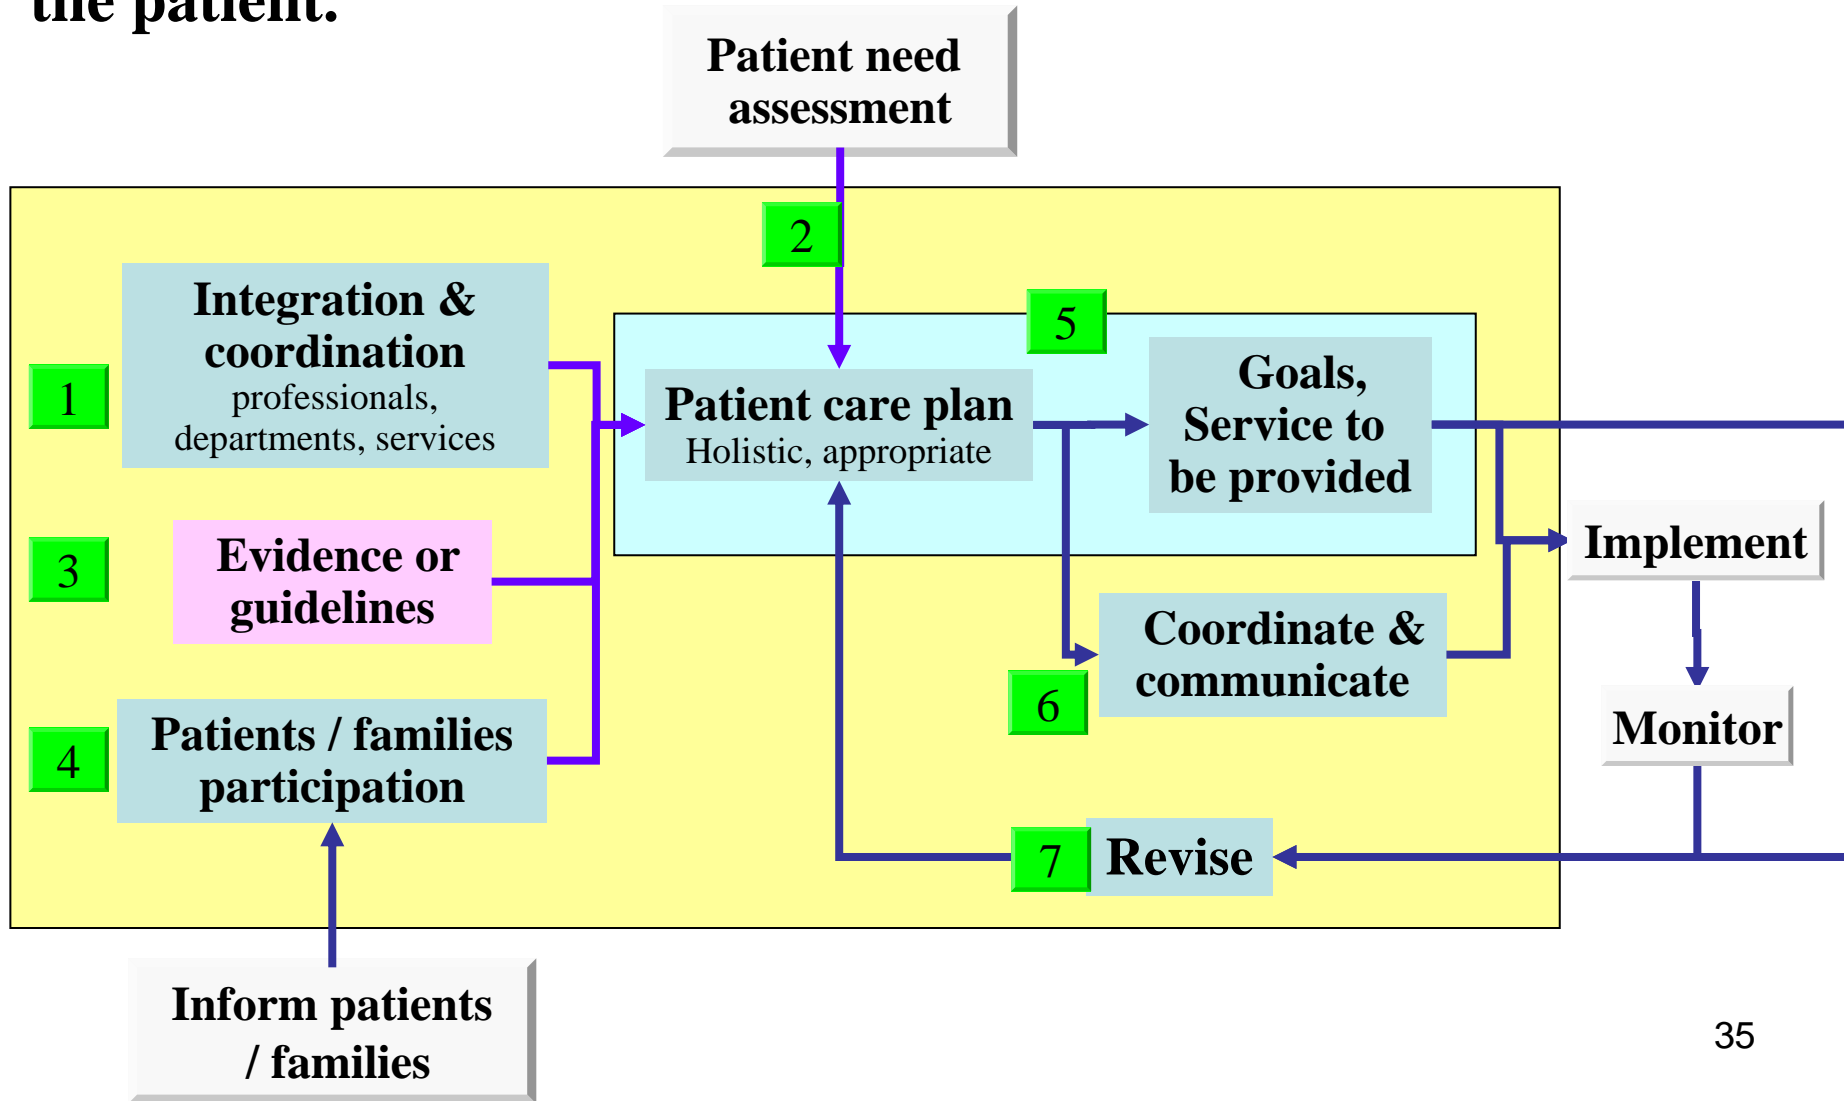 the patient.
Patient need
assessment
2
Integration &
coordination
professionals,
departments, services
1
5
Patient care plan
Holistic, appropriate
Goals,
Service to
be provided
3
Evidence or
guidelines
Implement
Coordinate &
communicate
6
4
Patients / families
participation
Monitor
7
Revise
Inform patients
/ families
35